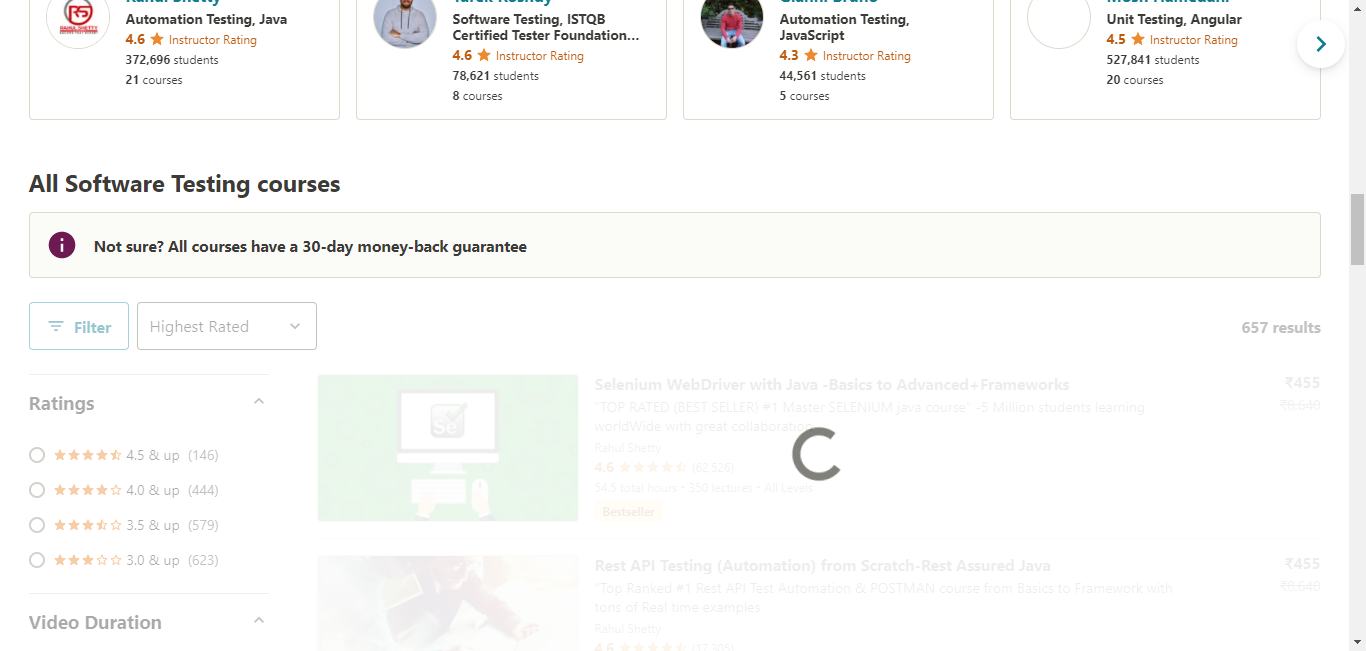 Rahul Shetty
Automation Testing, Java
4.6 Instructor Rating
372,696 students
21 courses
Tarek Roshdy
Software Testing, ISTQB
Certified Tester Foundation...
4.6 Instructor Rating
78,621 students
8 courses
Gianni Bruno
Automation Testing,
JavaScript
4.3 Instructor Rating
44,561 students
5 courses
Mosh Hamedani
Unit Testing, Angular
4.5 Instructor Rating
527,841 students
20 courses
All Software Testing courses
Not sure? All courses have a 30-day money-back guarantee
Filter
Highest Rated
657 results
Ratings
4.5 & up (146)
4.0 & up (444)
3.5 & up (579)
3.0 & up (623)
Video Duration
Se
Selenium WebDriver with Java -Basics to Advanced+Frameworks
₹455
"TOP RATED (BEST SELLER) #1 Master SELENIUM java course" -5 Million students learning
₹8,640
worldWide with great collaboration
Rahul Shetty
4.6 (62,526)
54.5 total hours • 350 lectures • All Levels
Bestseller
Rest API Testing (Automation) from Scratch-Rest Assured Java
₹455
"Top Ranked #1 Rest API Test Automation & POSTMAN course from Basics to Framework with
₹8,640
tons of Real time examples
Rahul Shetty
4.6 (17,305)